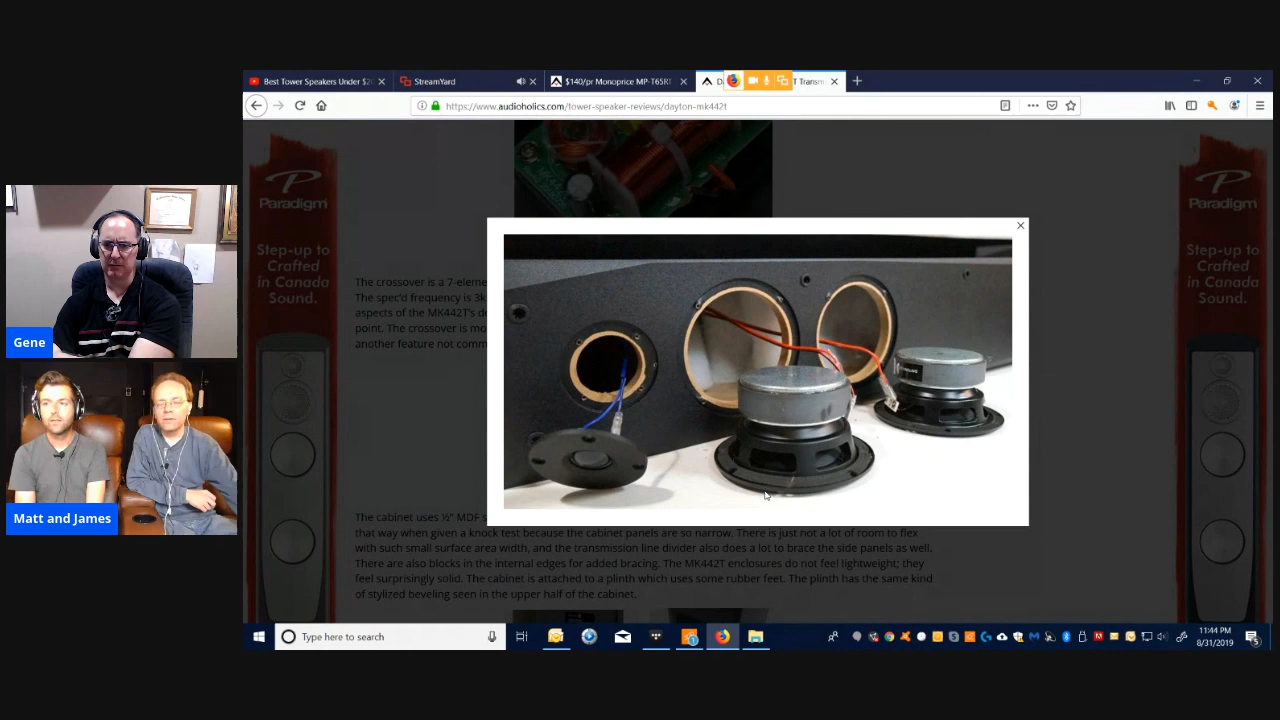 Best Tower Speakers Under $20
StreamYard
$140/pr Monoprice MP-T65RT
D
T Transm
https://www.audioholics.com/tower-speaker-reviews/dayton-mk442t
Paradigm
Step-up to
Crafted
in Canada
Sound.
Paradigm
Step-up to
Crafted
in Canada
Sound.
The crossover is a 7-eleme
The spec'd frequency is 3k
aspects of the MK442T's de
point. The crossover is mo
another feature not comm
The cabinet uses ½" MDF s
that way when given a knock test because the cabinet panels are so narrow. There is just not a lot of room to flex
with such small surface area width, and the transmission line divider also does a lot to brace the side panels as well.
There are also blocks in the internal edges for added bracing. The MK442T enclosures do not feel lightweight; they
feel surprisingly solid. The cabinet is attached to a plinth which uses some rubber feet. The plinth has the same kind
of stylized beveling seen in the upper half of the cabinet.
Gene
Matt and James
Type here to search
11:44 PM
8/31/2019